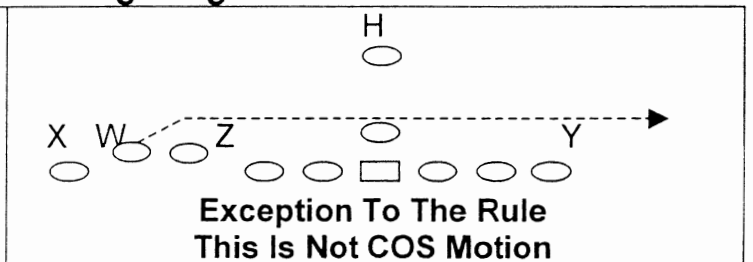 H
X W Z Y
Exception To The Rule
This Is Not COS Motion